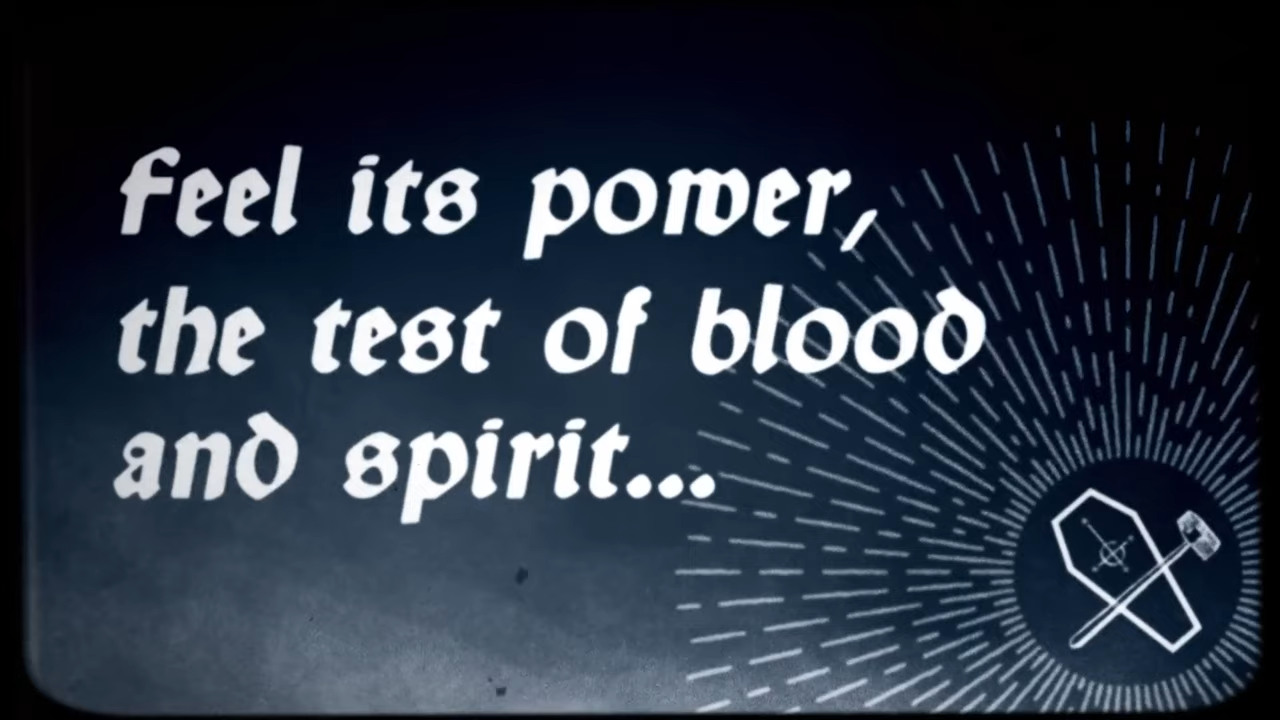 feel its power,
the test of blood
and spirit...